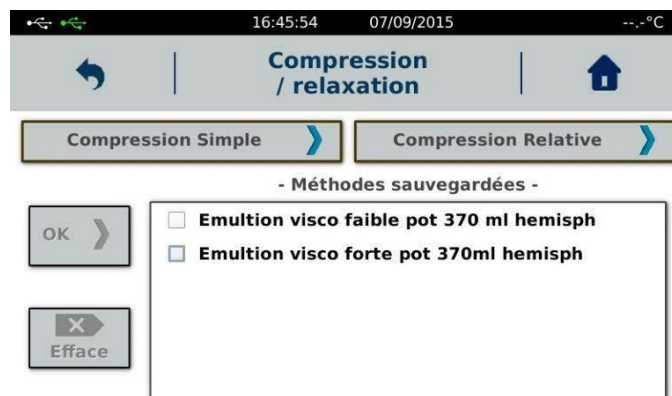 16:45:54 07/09/2015 --.-°C
Compression
/ relaxation
Compression Simple
Compression Relative
- Méthodes sauvegardées -
OK
Emultion visco faible pot 370 ml hemisph
Emultion visco forte pot 370ml hemisph
Efface